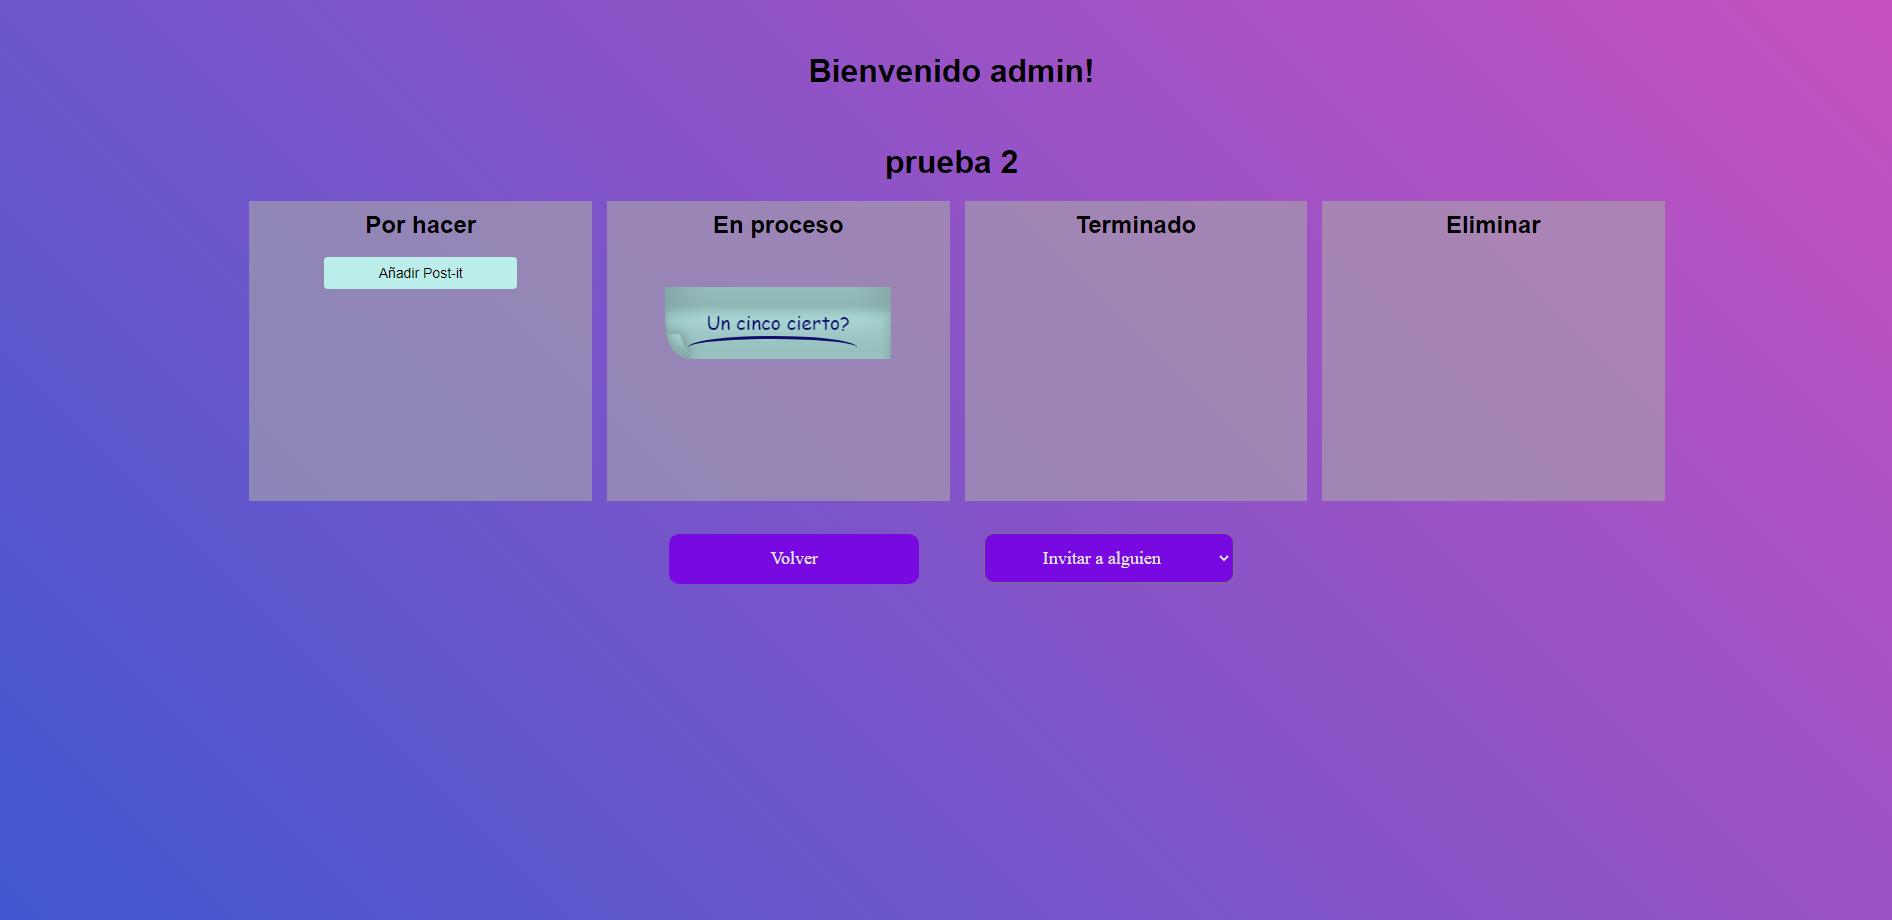 Bienvenido admin!
prueba 2
Por hacer
Añadir Post-it
En proceso
Un cinco cierto?
Terminado
Eliminar
Volver
Invitar a alguien